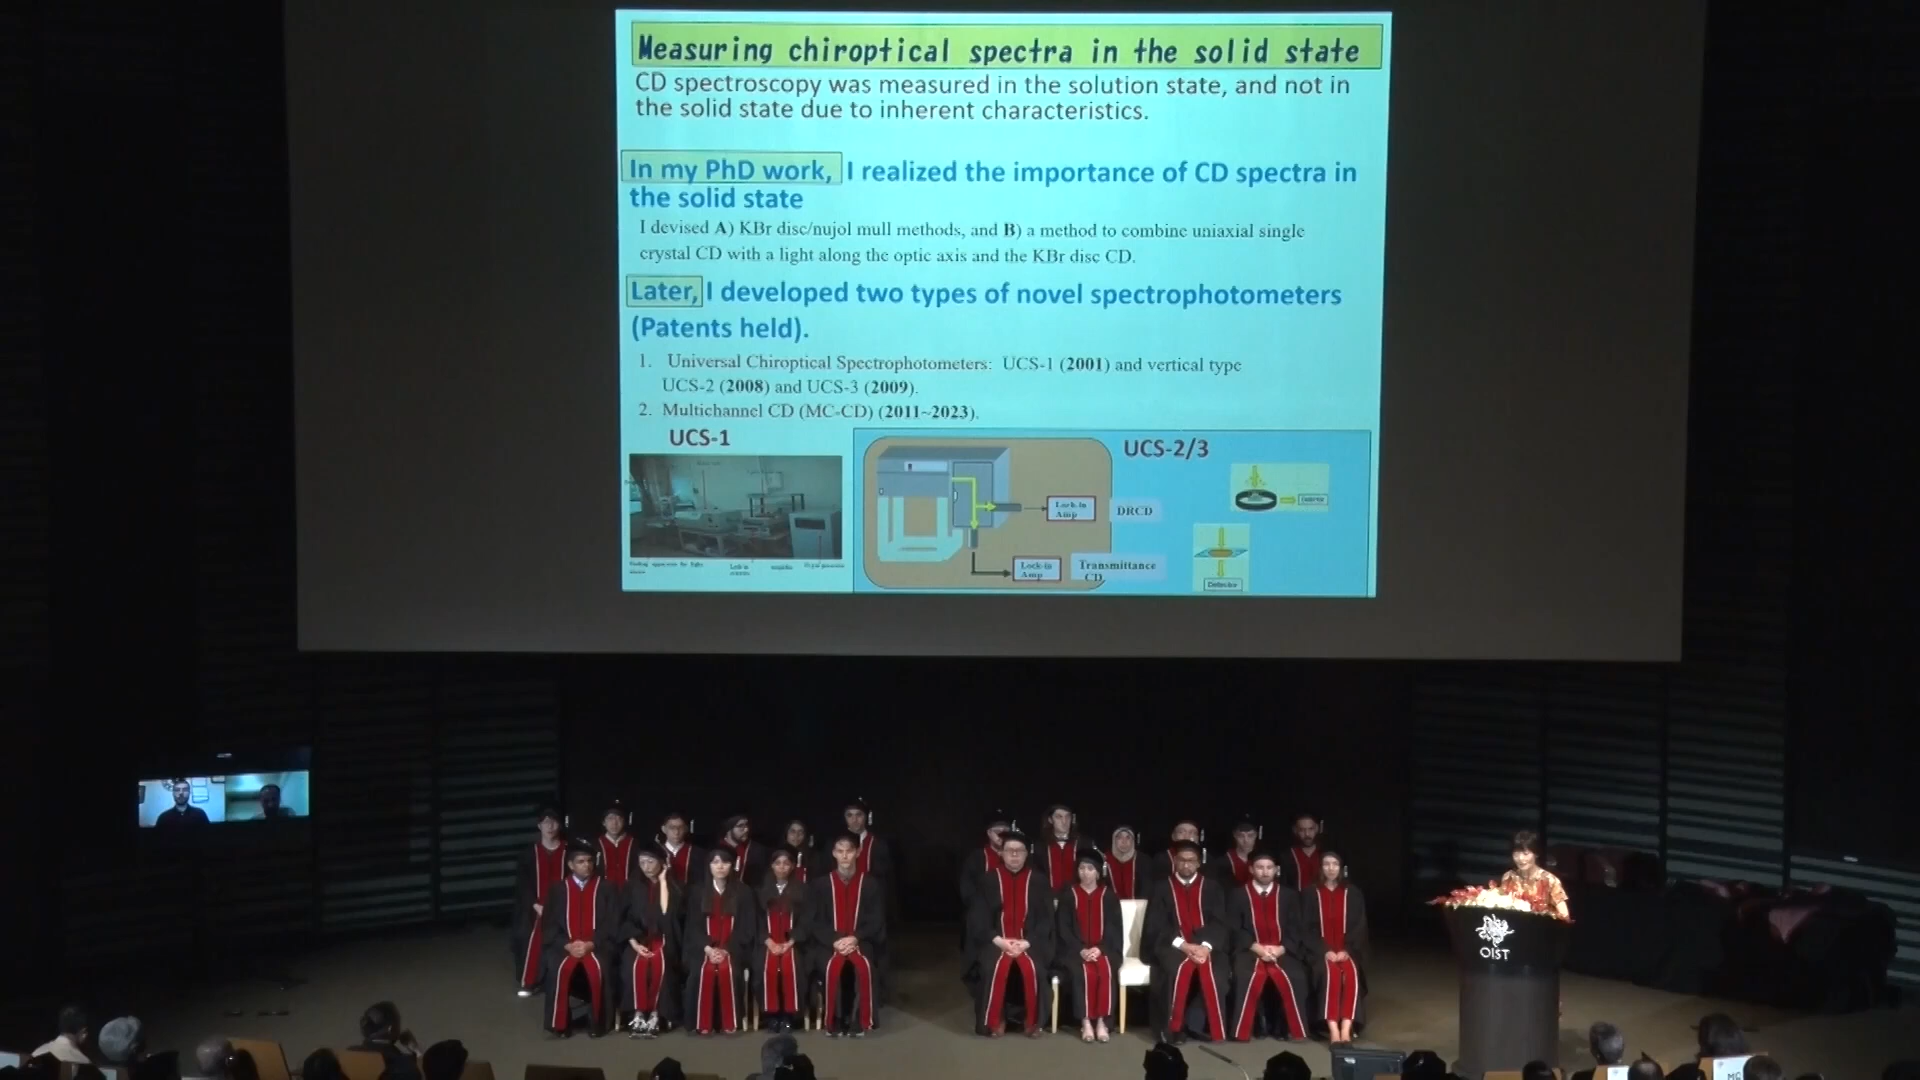 Measuring chiroptical spectra in the solid state
CD spectroscopy was measured in the solution state, and not in
the solid state due to inherent characteristics.
In my PhD work, I realized the importance of CD spectra in
the solid state
I devised A) KBr disc/nujol mull methods, and B) a method to combine uniaxial single
crystal CD with a light along the optic axis and the KBr disc CD.
Later, I developed two types of novel spectrophotometers
(Patents held).
1. Universal Chiroptical Spectrophotometers: UCS-1 (2001) and vertical type
UCS-2 (2008) and UCS-3 (2009).
2. Multichannel CD (MC-CD) (2011~2023).
UCS-1
UCS-2/3
Lock-in
Amp
DRCD
Lock-in
Amp
Transmittance
CD
Detector
OIST
MC